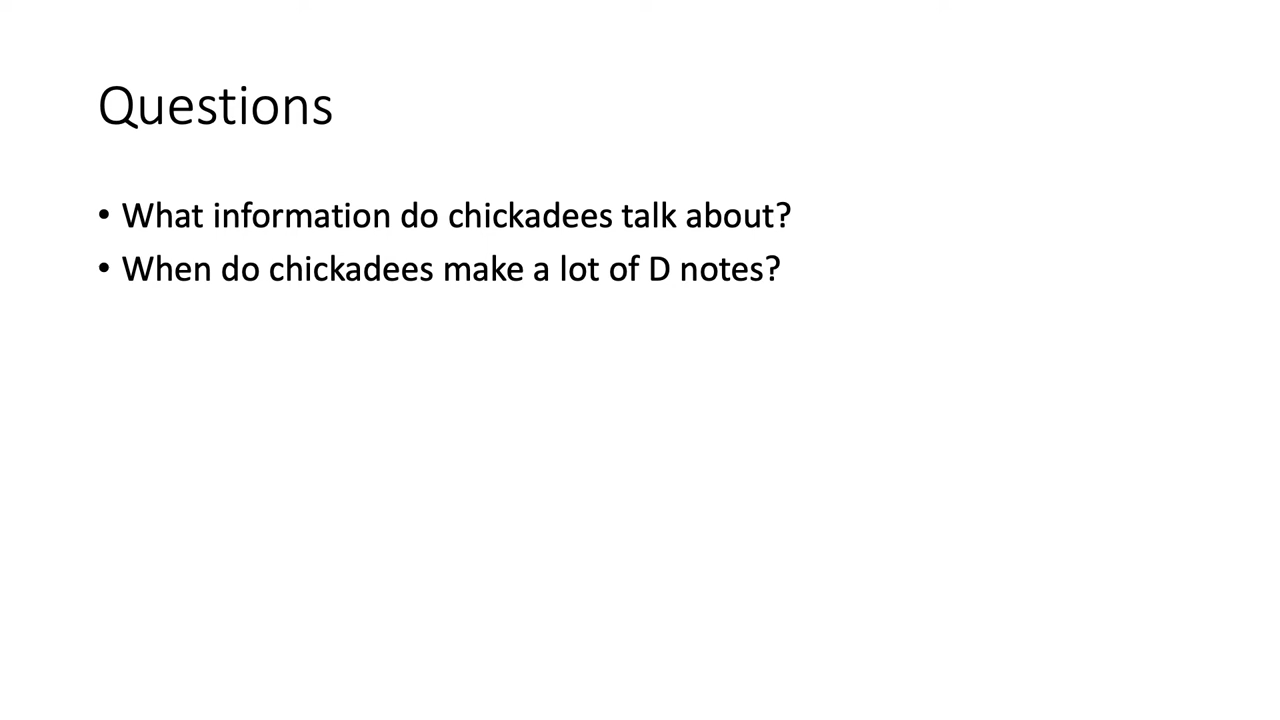 Questions
• What information do chickadees talk about?
• When do chickadees make a lot of D notes?